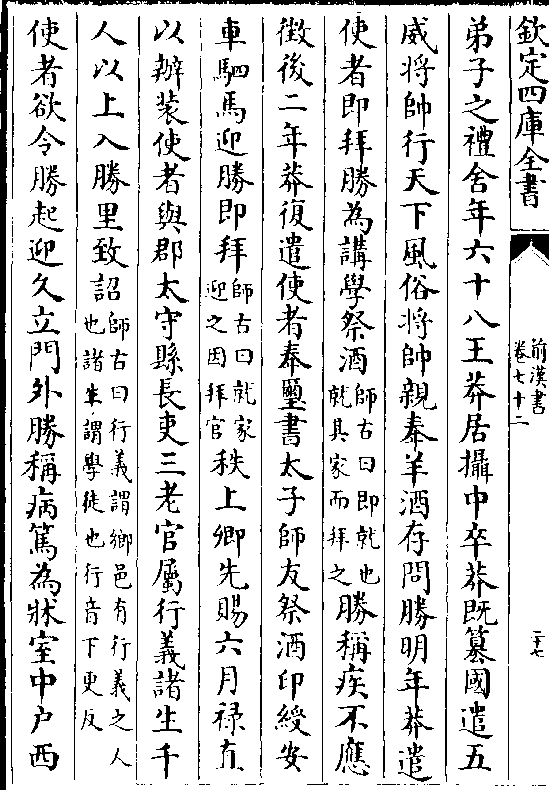 欽定四庫全書
前漢書
卷七十二
二十七
弟子之禮舍年六十八王莽居攝中卒莽既篡國遣五
威將帥行天下風俗將帥親奉羊酒存問勝明年莽遣
使者即拜勝為講學祭酒師古曰即就也就其家而拜之勝稱疾不應
徵後二年莽復遣使者奉璽書太子師友祭酒印綬安
車駟馬迎勝即拜師古曰就家迎之因拜官秩上卿先賜六月禄直
以辦装使者與郡太守縣長吏三老官屬行義諸生千
人以上入勝里致詔師古曰行義謂鄉邑有行義之人也諸生謂學徒也行音下更反
使者欲令勝起迎久立門外勝稱病篤為牀室中户西